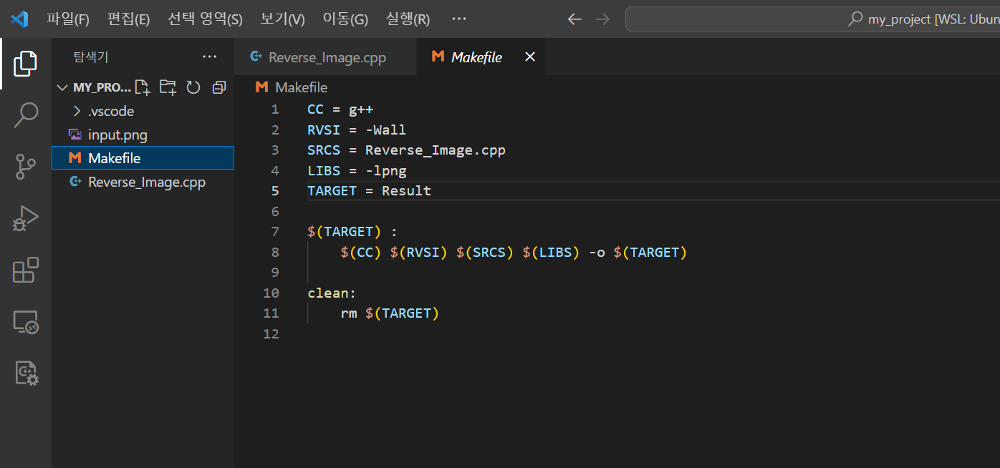 파일(F) 편집(E) 선택 영역(S) 보기(V) 이동(G) 실행(R) ··· my_project [WSL: Ubun
탐색기 ···
MY_PRO...
.vscode
input.png
Makefile
Reverse_Image.cpp
Reverse_Image.cpp Makefile
Makefile
1 CC = g++
2 RVSI = -Wall
3 SRCS = Reverse_Image.cpp
4 LIBS = -lpng
5 TARGET = Result
6
7 $(TARGET) :
8 $(CC) $(RVSI) $(SRCS) $(LIBS) -o $(TARGET)
9
10 clean:
11 rm $(TARGET)
12